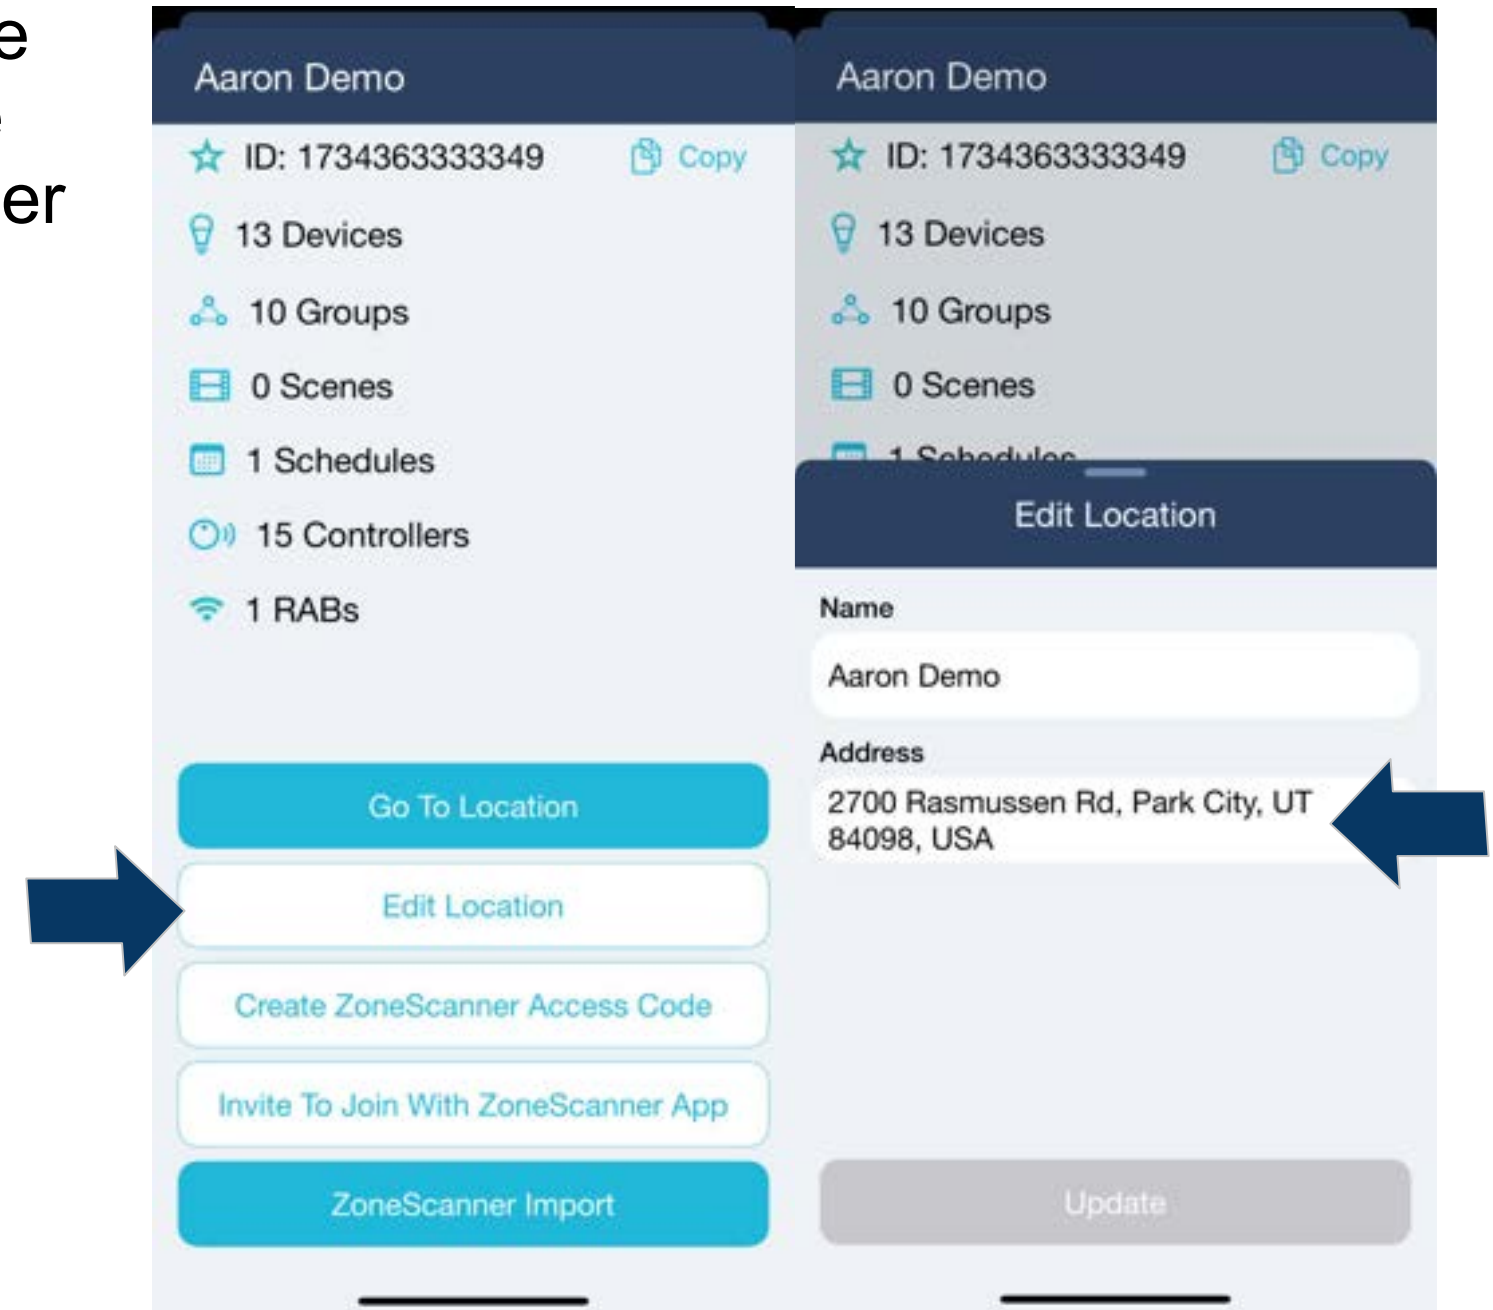 e
er
Aaron Demo
ID: 1734363333349 Copy
13 Devices
10 Groups
0 Scenes
1 Schedules
15 Controllers
1 RABs
Go To Location
Edit Location
Create ZoneScanner Access Code
Invite To Join With ZoneScanner App
ZoneScanner Import
Aaron Demo
ID: 1734363333349 Copy
13 Devices
10 Groups
0 Scenes
1 Schedules
Edit Location
Name
Aaron Demo
Address
2700 Rasmussen Rd, Park City, UT
84098, USA
Update